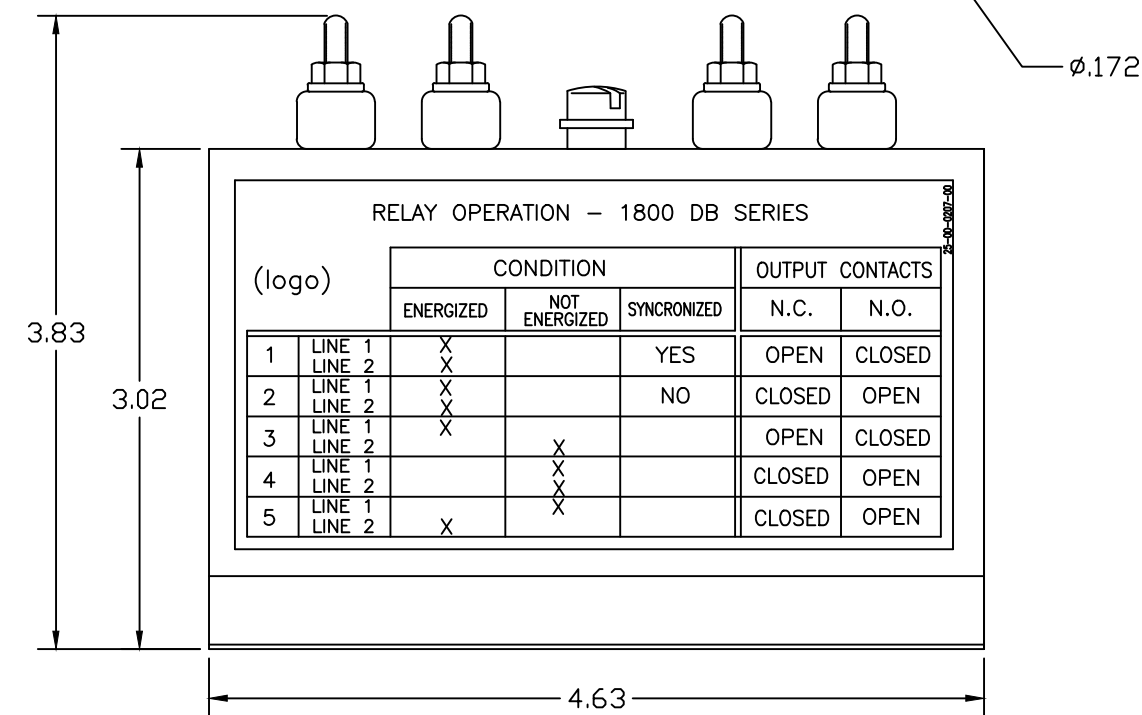 ϕ.172
RELAY OPERATION – 1800 DB SERIES
25-00-0207-00
(logo)
CONDITION
OUTPUT CONTACTS
ENERGIZED
NOT
ENERGIZED
SYNCRONIZED
N.C.
N.O.
1 LINE 1 X
LINE 2 X
YES OPEN CLOSED
2 LINE 1 X
LINE 2 X
NO CLOSED OPEN
3 LINE 1 X
LINE 2 X
OPEN CLOSED
4 LINE 1 X
LINE 2 X
CLOSED OPEN
5 LINE 1 X
LINE 2 X
CLOSED OPEN
3.83
3.02
4.63